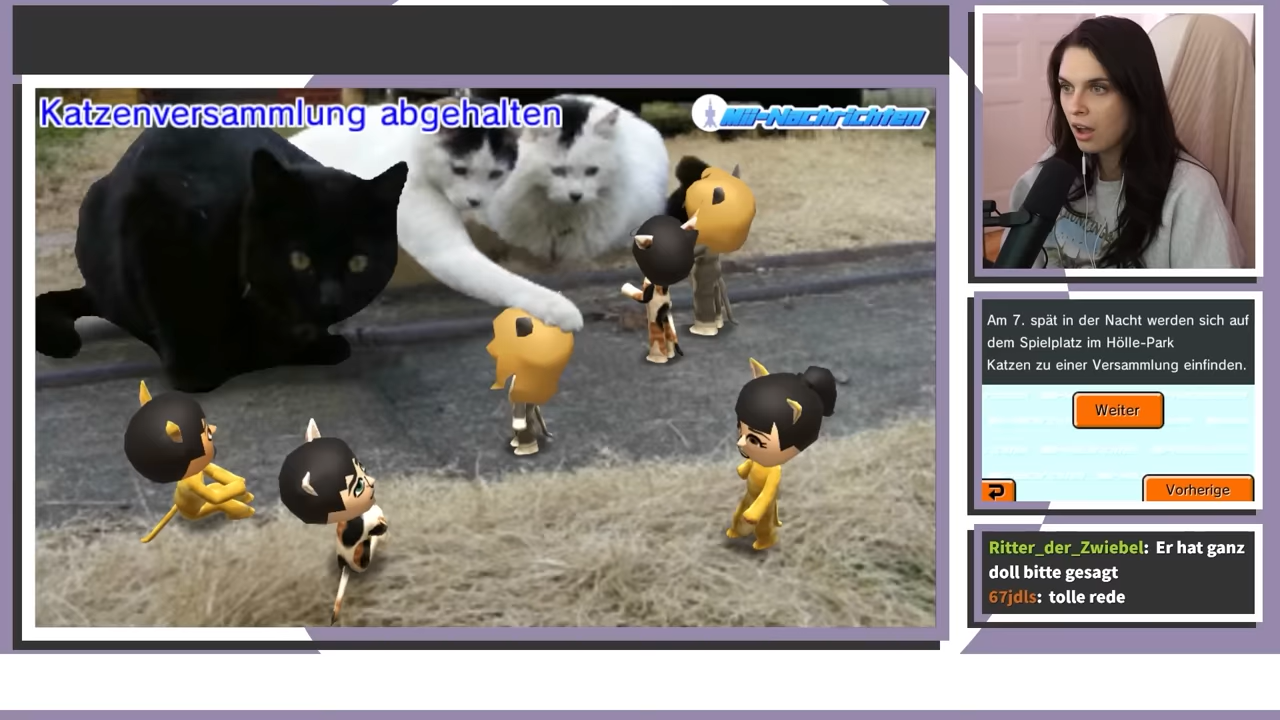 Katzenversammlung abgehalten
Mii-Nachrichten
Am 7. spät in der Nacht werden sich auf
dem Spielplatz im Hölle-Park
Katzen zu einer Versammlung einfinden.
Weiter
Vorherige
Ritter_der_Zwiebel: Er hat ganz
doll bitte gesagt
67jdls: tolle rede